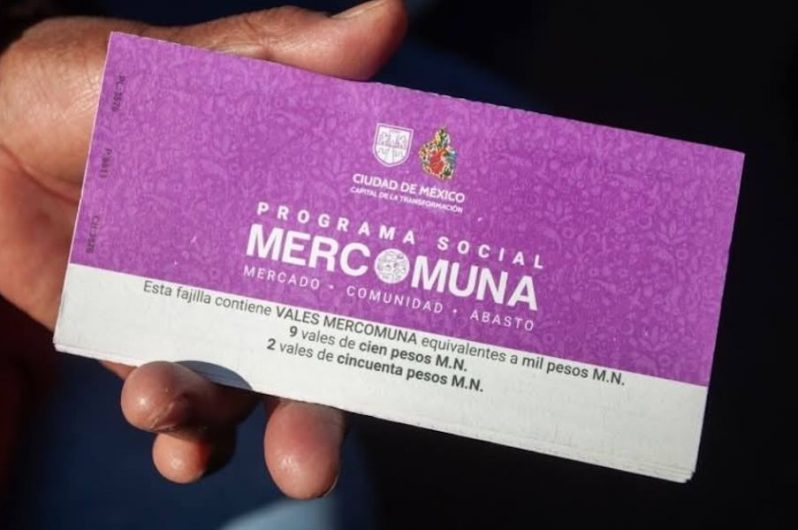 CIUDAD DE MÉXICO
CAPITAL DE LA TRANSFORMACIÓN
PROGRAMA SOCIAL
MERCOMUNA
MERCADO · COMUNIDAD · ABASTO
Esta fajilla contiene VALES MERCOMUNA equivalentes a mil pesos M.N.
9 vales de cien pesos M.N.
2 vales de cincuenta pesos M.N.